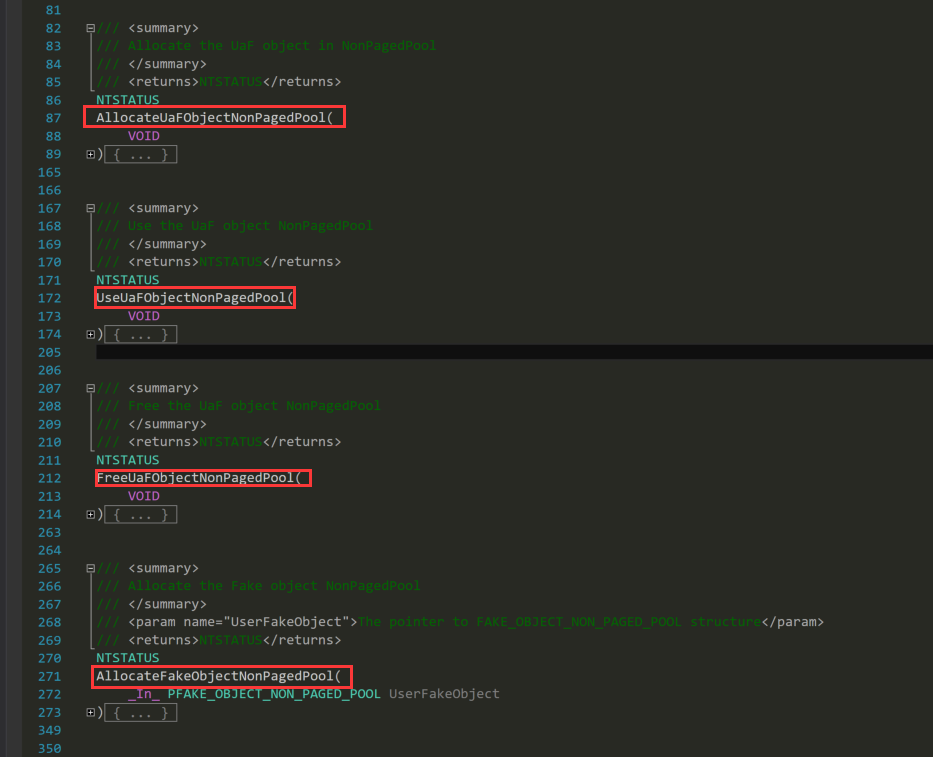 81
82 /// <summary>
83 /// Allocate the UaF object in NonPagedPool
84 /// </summary>
85 /// <returns>NTSTATUS</returns>
86 NTSTATUS
87 AllocateUaFObjectNonPagedPool(
88 VOID
89 ){ ... }
165
166
167 /// <summary>
168 /// Use the UaF object NonPagedPool
169 /// </summary>
170 /// <returns>NTSTATUS</returns>
171 NTSTATUS
172 UseUaFObjectNonPagedPool(
173 VOID
174 ){ ... }
205
206
207 /// <summary>
208 /// Free the UaF object NonPagedPool
209 /// </summary>
210 /// <returns>NTSTATUS</returns>
211 NTSTATUS
212 FreeUaFObjectNonPagedPool(
213 VOID
214 ){ ... }
263
264
265 /// <summary>
266 /// Allocate the Fake object NonPagedPool
267 /// </summary>
268 /// <param name="UserFakeObject">The pointer to FAKE_OBJECT_NON_PAGED_POOL structure</param>
269 /// <returns>NTSTATUS</returns>
270 NTSTATUS
271 AllocateFakeObjectNonPagedPool(
272 _In_ PFAKE_OBJECT_NON_PAGED_POOL UserFakeObject
273 ){ ... }
349
350